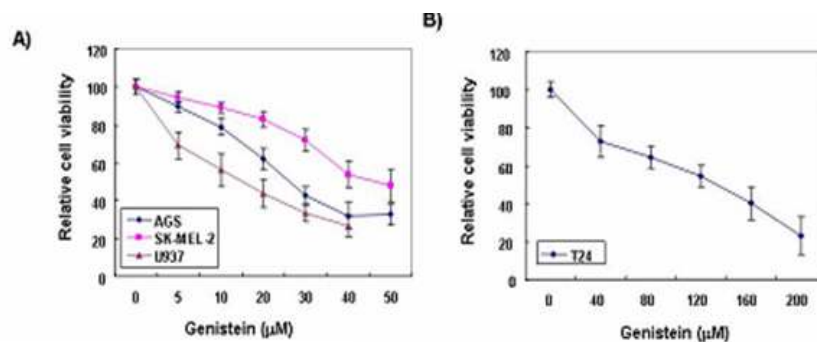 A)
Relative cell viability
120
100
80
60
40
20
0
AGS
SK-MEL-2
U937
0 5 10 20 30 40 50
Genistein (µM)
B)
Relative cell viability
120
100
80
60
40
20
0
T24
0 40 80 120 160 200
Genistein (µM)